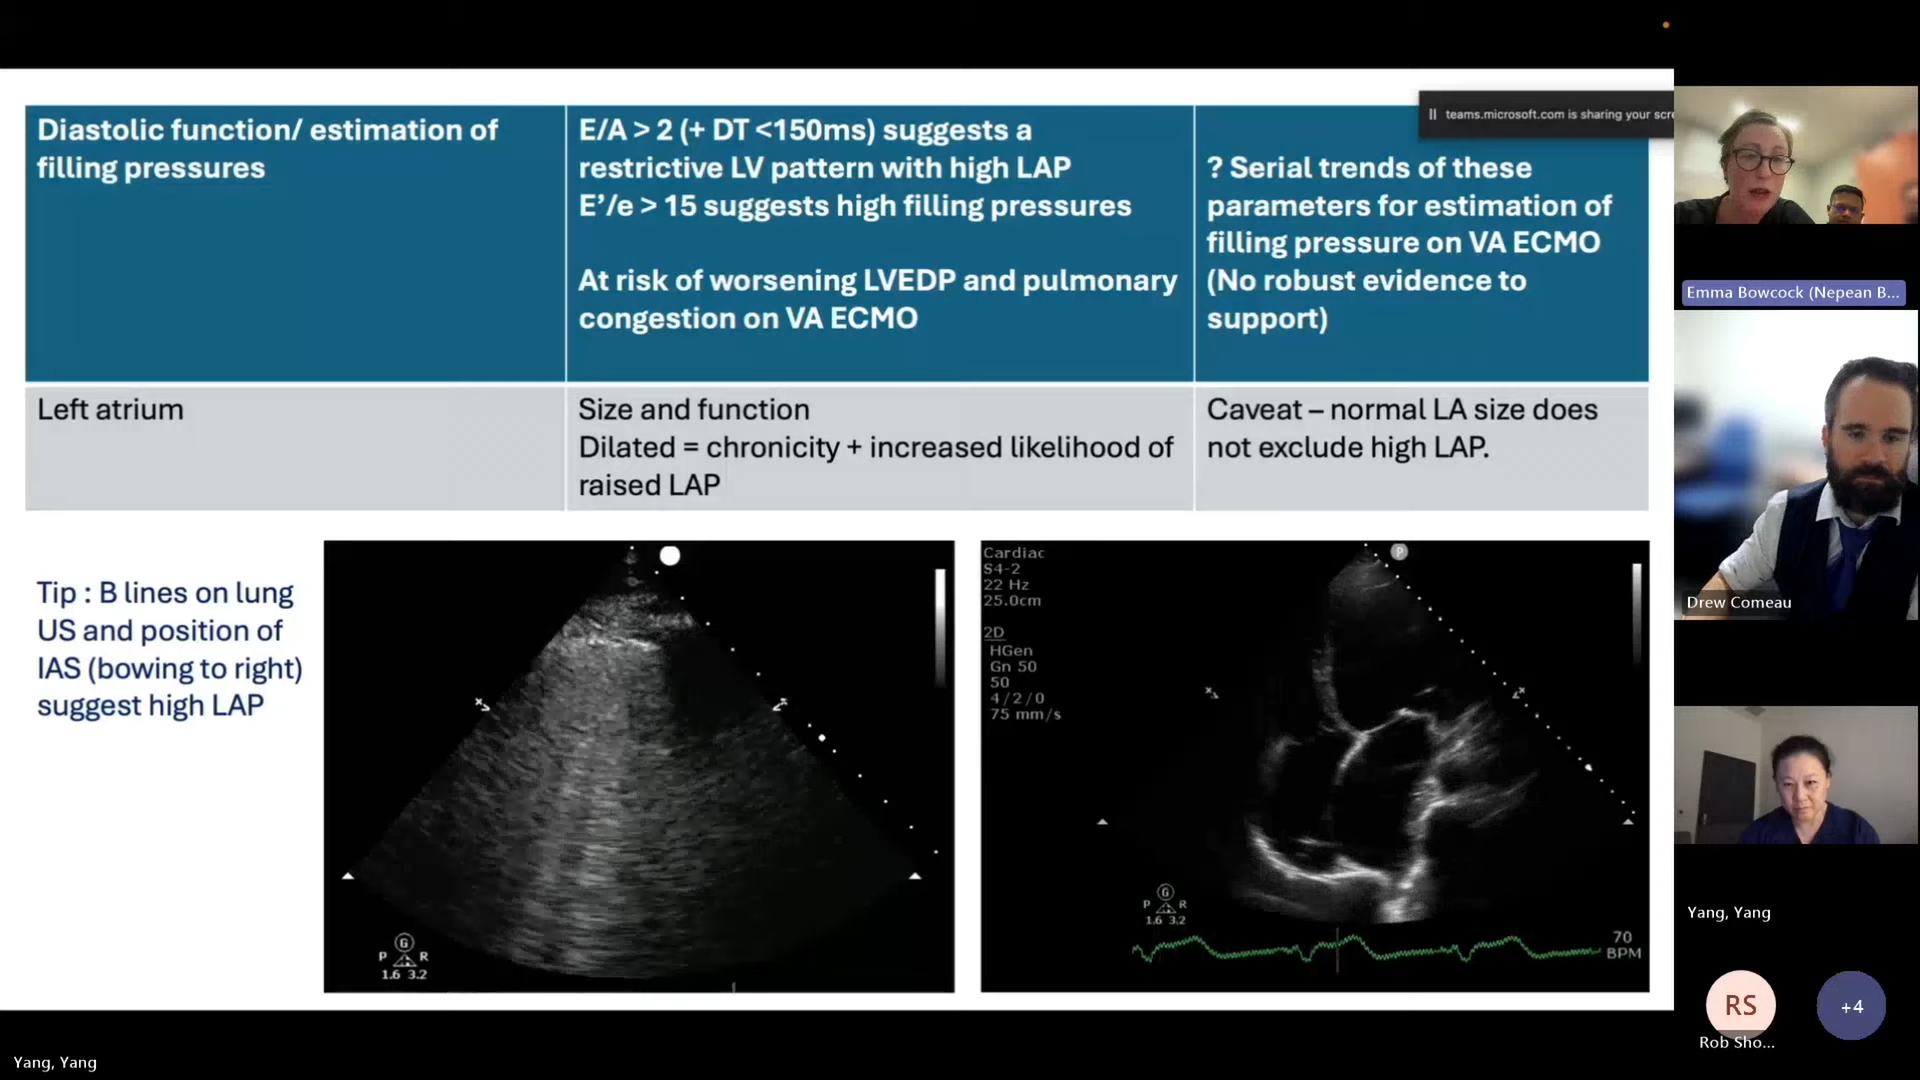 Diastolic function/ estimation of
filling pressures
E/A > 2 (+ DT <150ms) suggests a
restrictive LV pattern with high LAP
E’/e > 15 suggests high filling pressures
At risk of worsening LVEDP and pulmonary
congestion on VA ECMO
teams.microsoft.com is sharing your scre
? Serial trends of these
parameters for estimation of
filling pressure on VA ECMO
(No robust evidence to
support)
Left atrium
Size and function
Dilated = chronicity + increased likelihood of
raised LAP
Caveat – normal LA size does
not exclude high LAP.
Tip : B lines on lung
US and position of
IAS (bowing to right)
suggest high LAP
G
P R
1.6 3.2
Cardiac
S4-2
22 Hz
25.0cm
2D
HGen
Gn 50
50
4/2/0
75 mm/s
P
G
P R
1.6 3.2
70
BPM
Emma Bowcock (Nepean B...
Drew Comeau
Yang, Yang
RS
Rob Sho...
+4
Yang, Yang